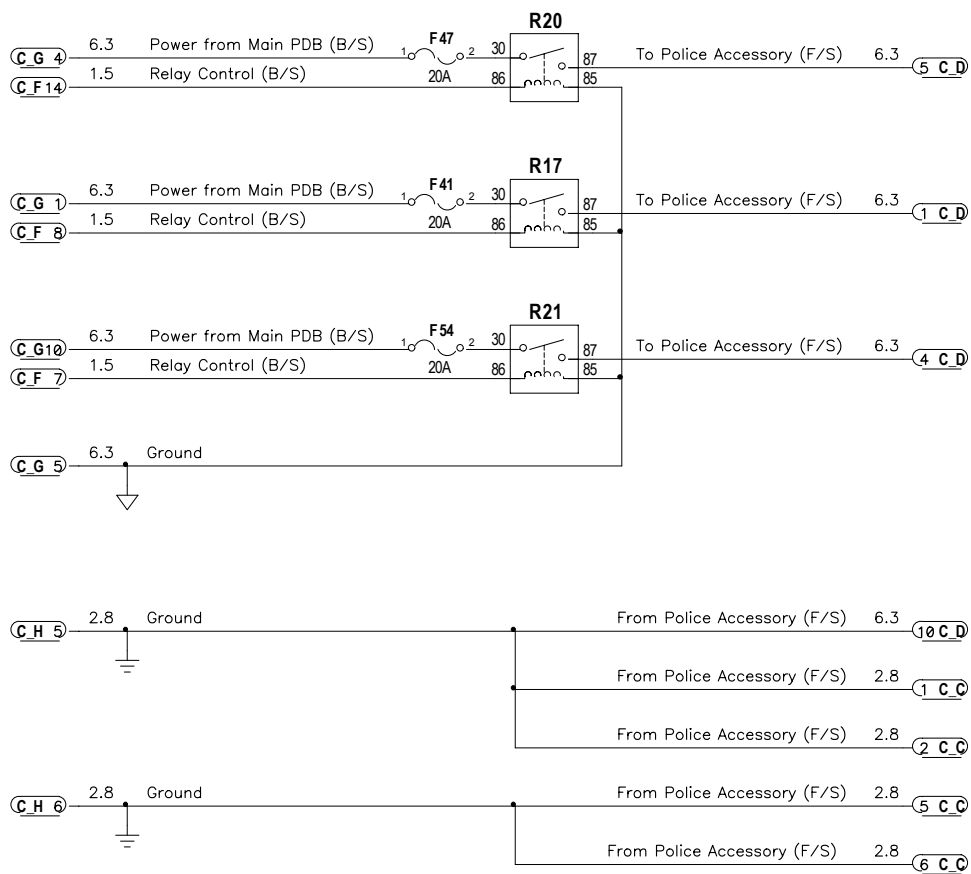 R20
C_G 4 6.3 Power from Main PDB (B/S) 1 F47 2 30 87 To Police Accessory (F/S) 6.3 5 C_D
C_F 14 1.5 Relay Control (B/S) 20A 86 85
R17
C_G 1 6.3 Power from Main PDB (B/S) 1 F41 2 30 87 To Police Accessory (F/S) 6.3 1 C_D
C_F 8 1.5 Relay Control (B/S) 20A 86 85
R21
C_G10 6.3 Power from Main PDB (B/S) 1 F54 2 30 87 To Police Accessory (F/S) 6.3 4 C_D
C_F 7 1.5 Relay Control (B/S) 20A 86 85
C_G 5 6.3 Ground
C_H 5 2.8 Ground From Police Accessory (F/S) 6.3 10 C_D
From Police Accessory (F/S) 2.8 1 C_C
From Police Accessory (F/S) 2.8 2 C_C
C_H 6 2.8 Ground From Police Accessory (F/S) 2.8 5 C_C
From Police Accessory (F/S) 2.8 6 C_C